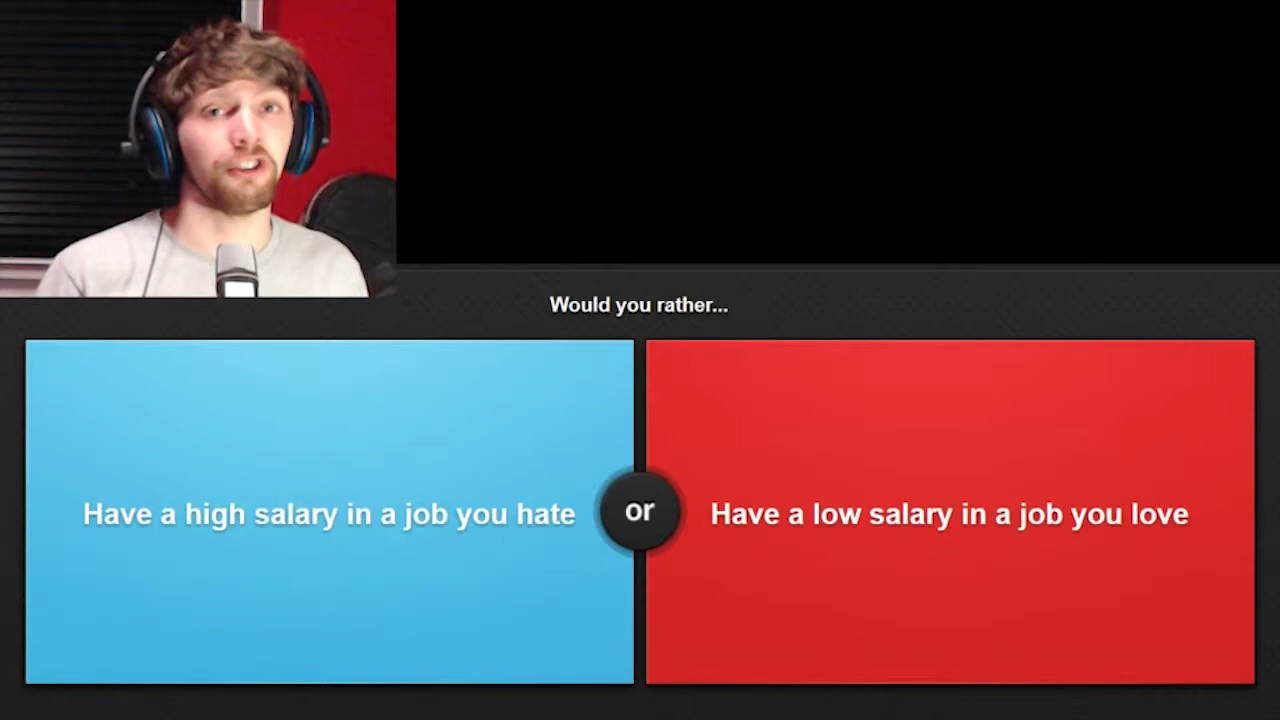 Would you rather...
Have a high salary in a job you hate
or
Have a low salary in a job you love